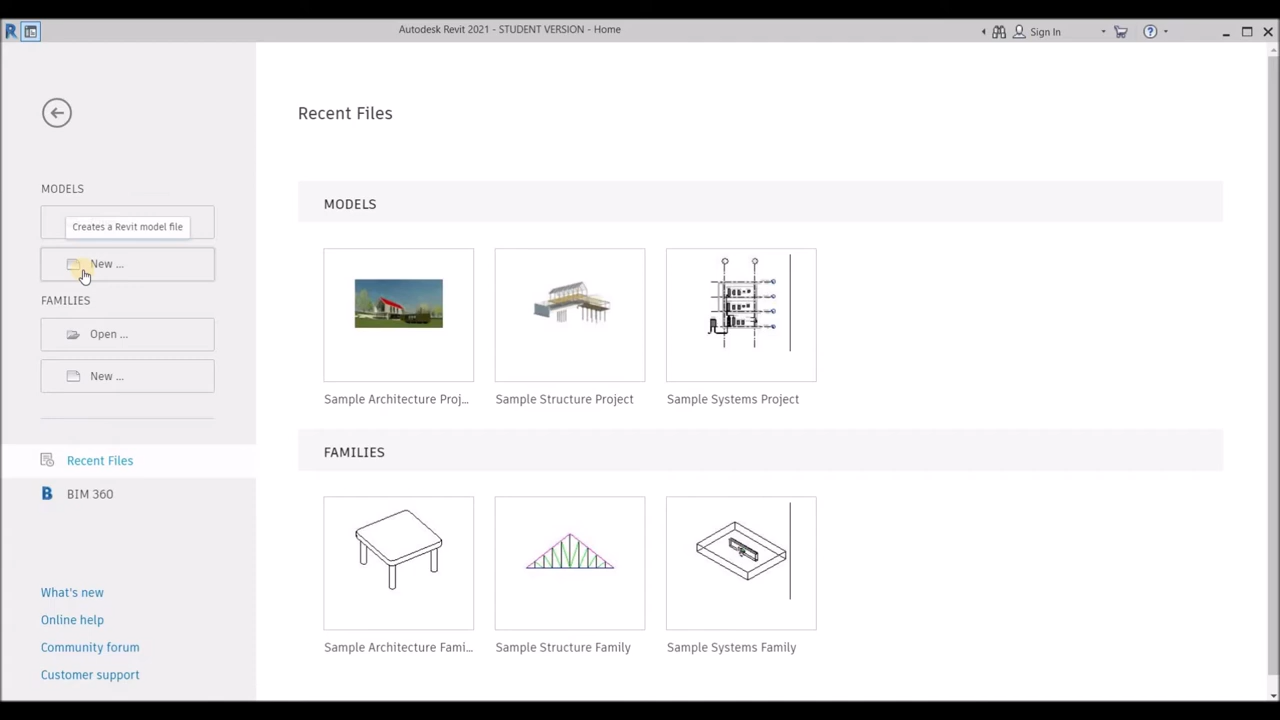 Autodesk Revit 2021 - STUDENT VERSION - Home
Sign In
Recent Files
MODELS
Creates a Revit model file
New ...
FAMILIES
Open ...
New ...
Recent Files
BIM 360
What's new
Online help
Community forum
Customer support
MODELS
Sample Architecture Proj...
Sample Structure Project
Sample Systems Project
FAMILIES
Sample Architecture Fami...
Sample Structure Family
Sample Systems Family